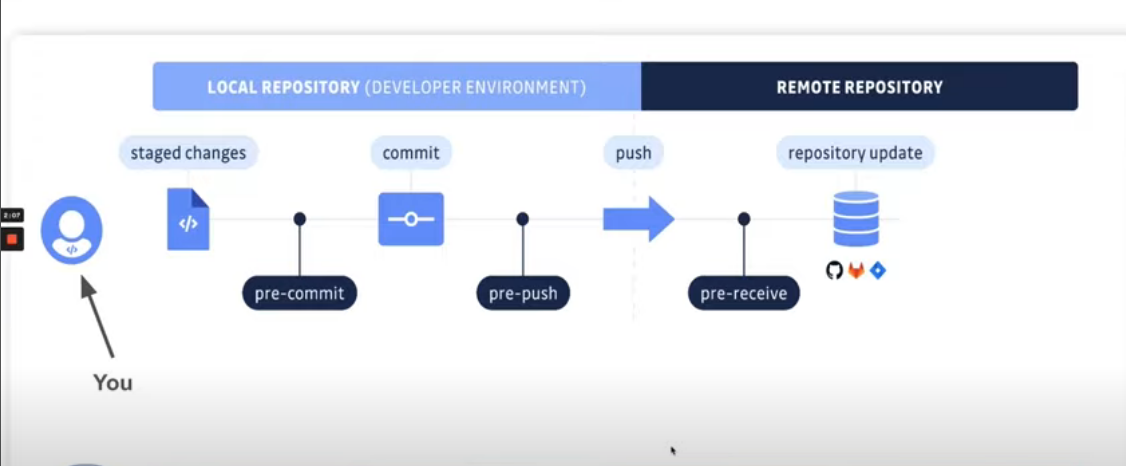 LOCAL REPOSITORY (DEVELOPER ENVIRONMENT)
REMOTE REPOSITORY
staged changes
commit
push
repository update
2:07
</>
</>
pre-commit
pre-push
pre-receive
You